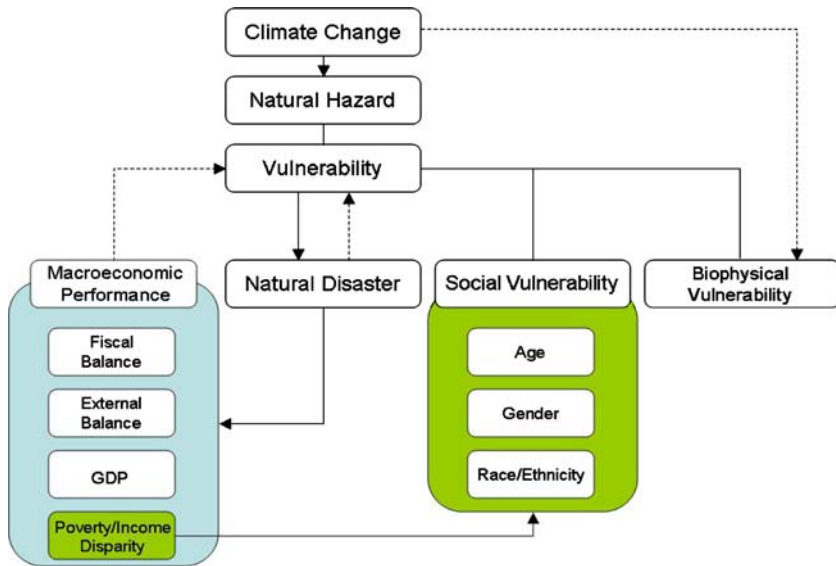 Climate Change
Natural Hazard
Vulnerability
Macroeconomic
Performance
Natural Disaster
Social Vulnerability
Biophysical
Vulnerability
Fiscal
Balance
External
Balance
GDP
Poverty/Income
Disparity
Age
Gender
Race/Ethnicity